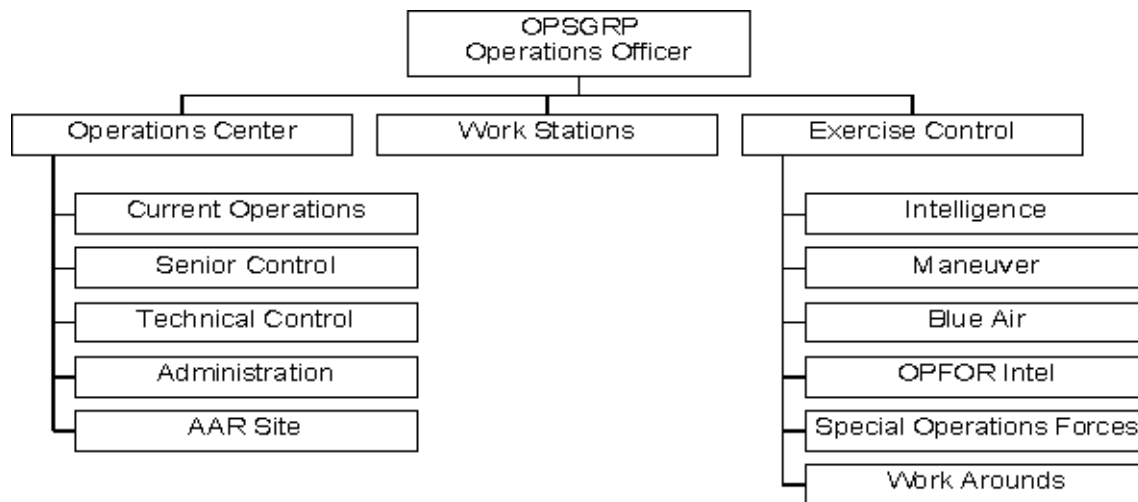 OPSGRP
Operations Officer
Operations Center
Work Stations
Exercise Control
Current Operations
Senior Control
Technical Control
Administration
AAR Site
Intelligence
Maneuver
Blue Air
OPFOR Intel
Special Operations Forces
Work Arounds